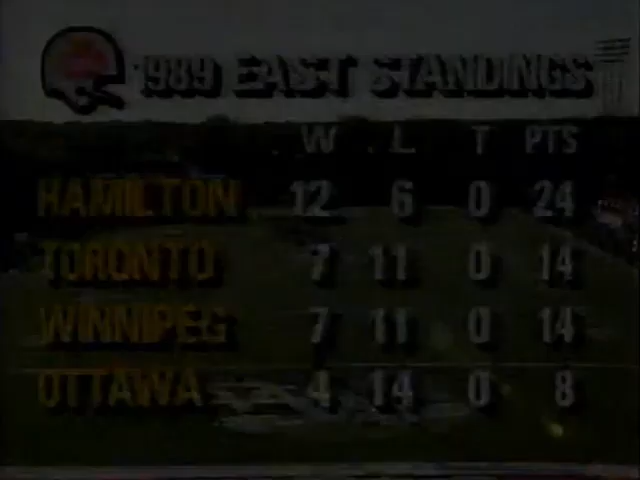 1989 EAST STANDINGS
W L T PTS
HAMILTON 12 6 0 24
TORONTO 7 11 0 14
WINNIPEG 7 11 0 14
OTTAWA 4 14 0 8